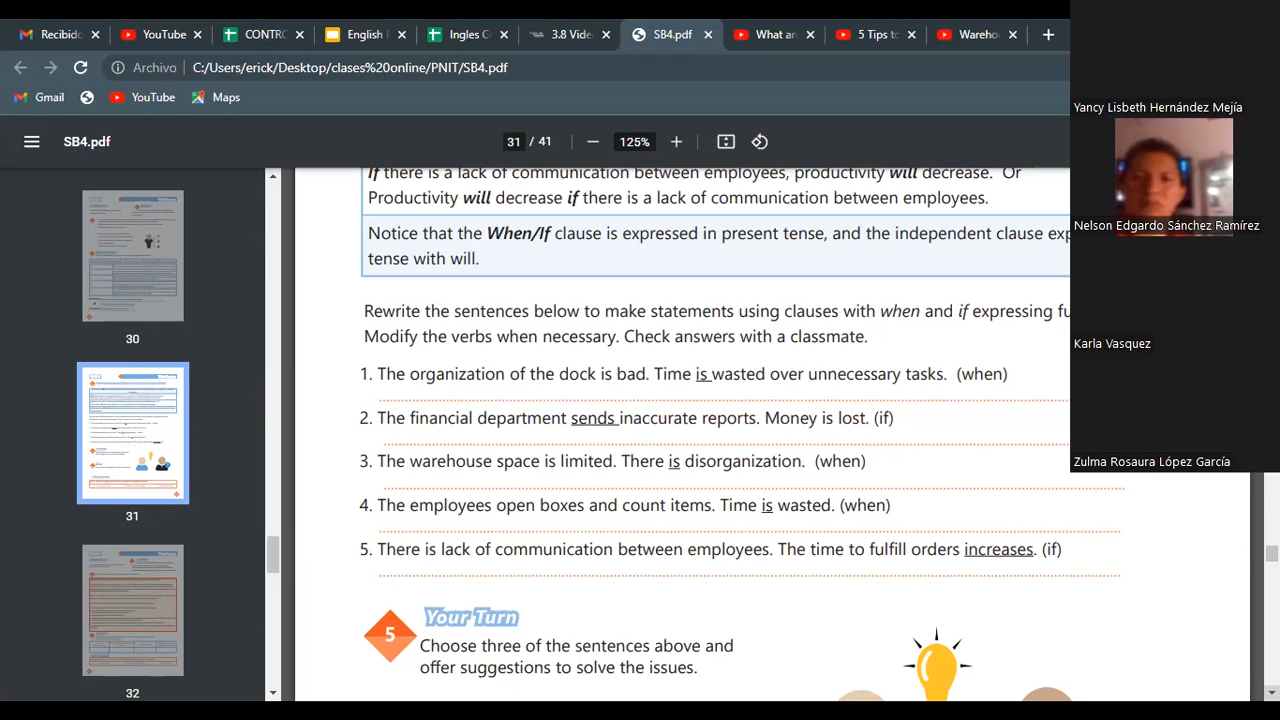 Recibido
YouTube
CONTRO
English
Ingles C
3.8 Vide
SB4.pdf
What an
5 Tips to
Wareho
Archivo
C:/Users/erick/Desktop/clases%20online/PNIT/SB4.pdf
Gmail
YouTube
Maps
SB4.pdf
31 / 41
125%
30
31
32
If there is a lack of communication between employees, productivity will decrease. Or
Productivity will decrease if there is a lack of communication between employees.
Notice that the When/If clause is expressed in present tense, and the independent clause exp
tense with will.
Rewrite the sentences below to make statements using clauses with when and if expressing fu
Modify the verbs when necessary. Check answers with a classmate.
1. The organization of the dock is bad. Time is wasted over unnecessary tasks. (when)
2. The financial department sends inaccurate reports. Money is lost. (if)
3. The warehouse space is limited. There is disorganization. (when)
4. The employees open boxes and count items. Time is wasted. (when)
5. There is lack of communication between employees. The time to fulfill orders increases. (if)
5
Your Turn
Choose three of the sentences above and
offer suggestions to solve the issues.
Yancy Lisbeth Hernández Mejía
Nelson Edgardo Sánchez Ramírez
Karla Vasquez
Zulma Rosaura López García